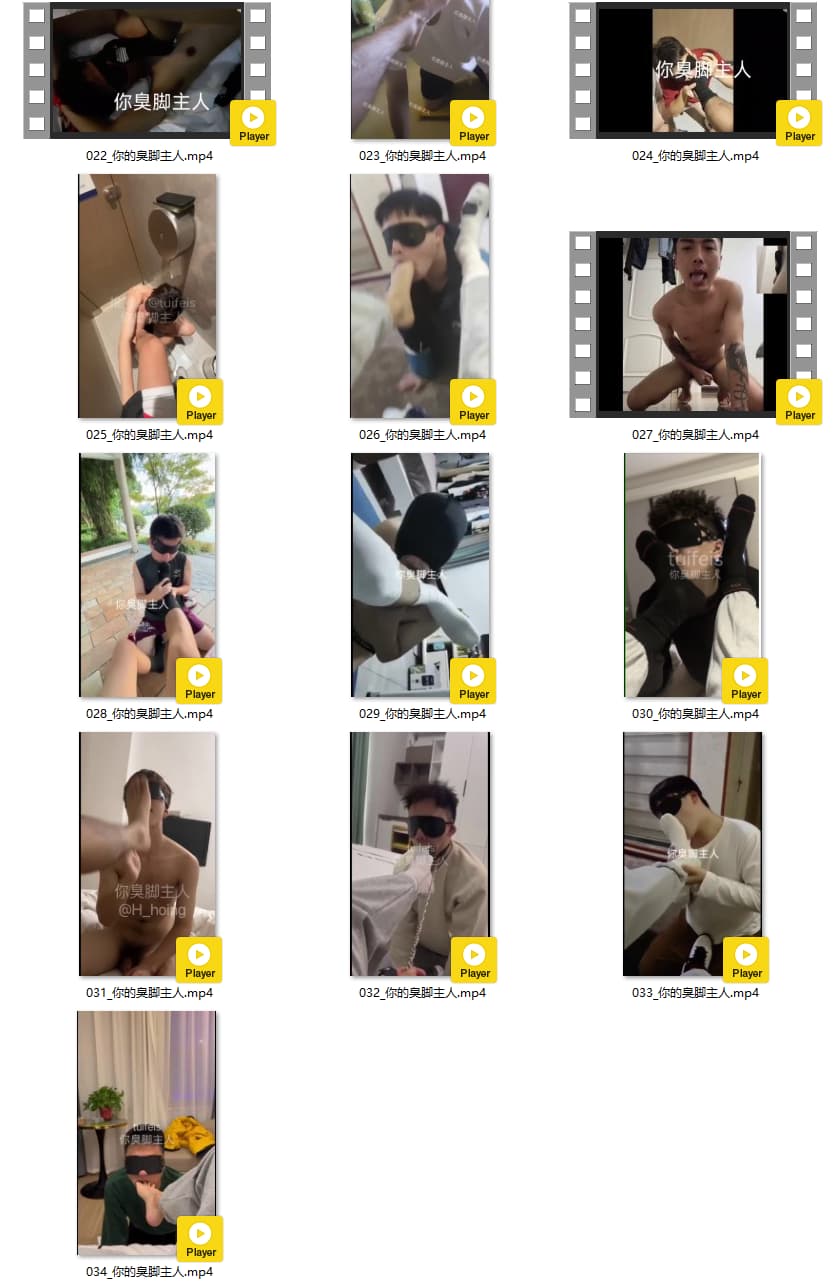 你臭脚主人
你臭脚主人
Player
Player
Player
022_你的臭脚主人.mp4
023_你的臭脚主人.mp4
024_你的臭脚主人.mp4
@tuifeis
Player
Player
Player
025_你的臭脚主人.mp4
026_你的臭脚主人.mp4
027_你的臭脚主人.mp4
你臭脚主人
你臭脚主人
tuifeis
你臭脚主人
Player
Player
Player
028_你的臭脚主人.mp4
029_你的臭脚主人.mp4
030_你的臭脚主人.mp4
你臭脚主人
@H_hoing
tuifeis
你臭脚主人
Player
Player
Player
031_你的臭脚主人.mp4
032_你的臭脚主人.mp4
033_你的臭脚主人.mp4
tuifeis
你臭脚主人
Player
034_你的臭脚主人.mp4